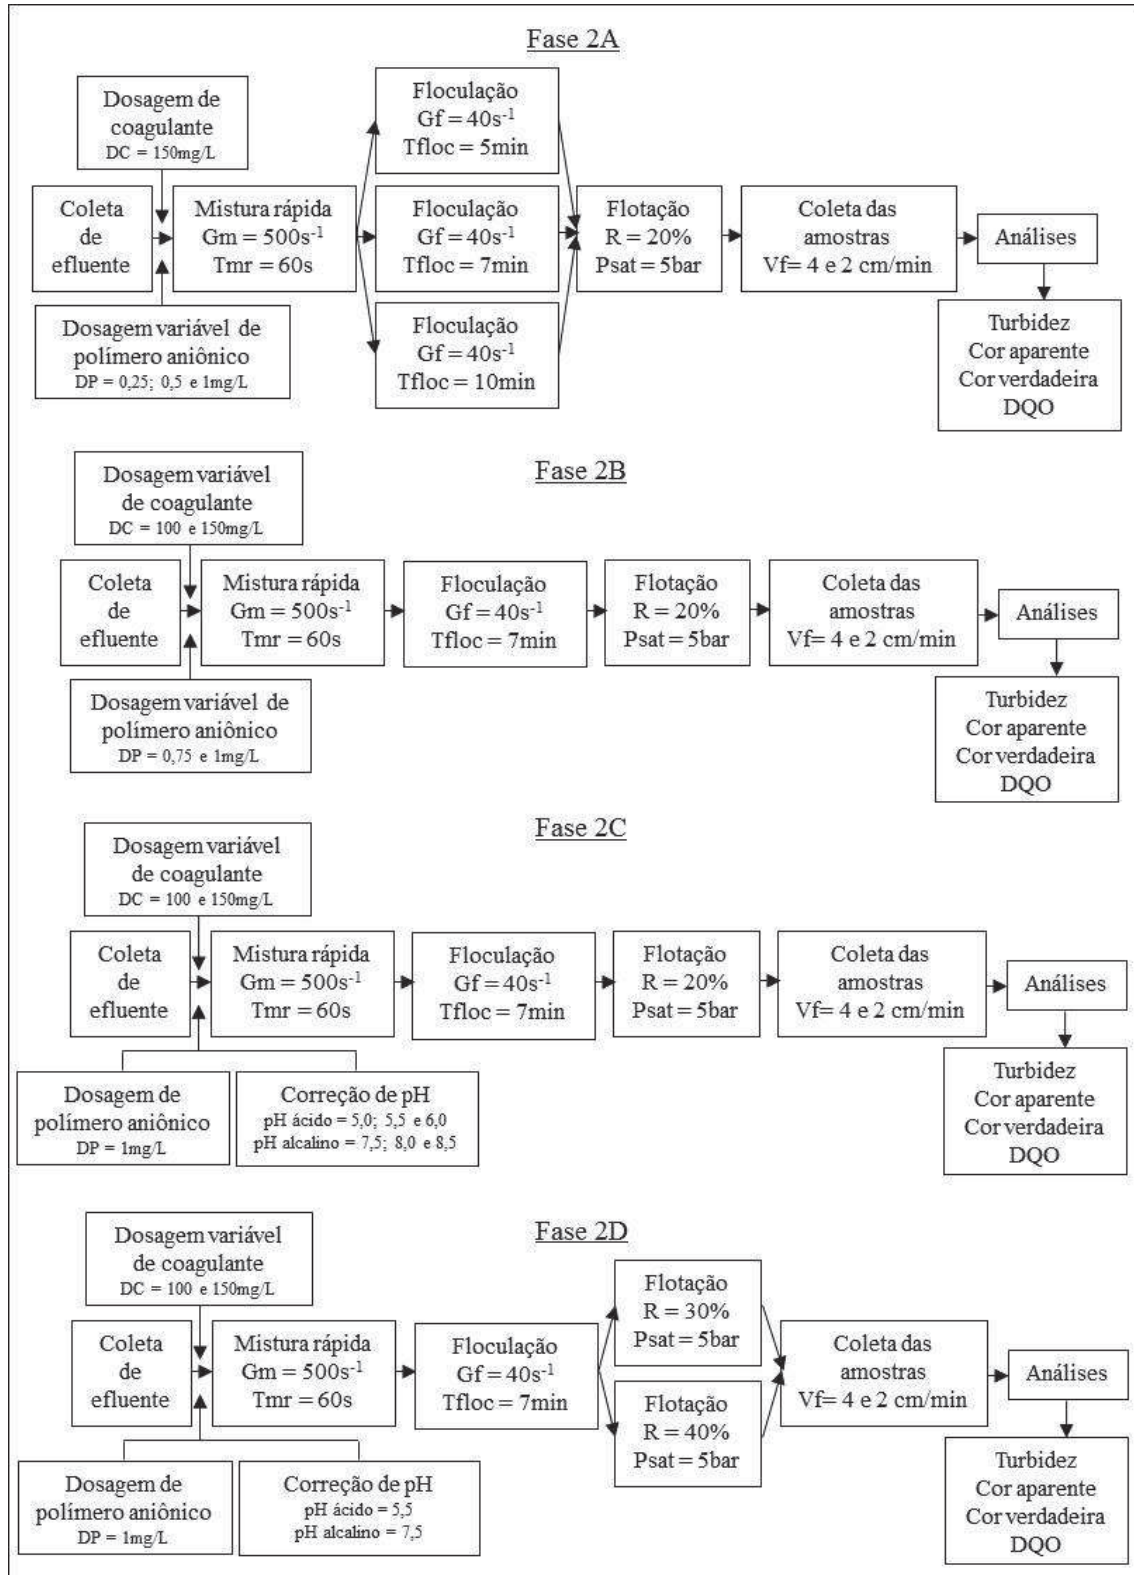 Fase 2A
Dosagem de
coagulante
DC = 150mg/L
Coleta
de
efluente
Dosagem variável de
polímero aniônico
DP = 0,25; 0,5 e 1mg/L
Mistura rápida
Gm = 500s⁻¹
Tmr = 60s
Floculação
Gf = 40s⁻¹
Tfloc = 5min
Floculação
Gf = 40s⁻¹
Tfloc = 7min
Floculação
Gf = 40s⁻¹
Tfloc = 10min
Flotação
R = 20%
Psat = 5bar
Coleta das
amostras
Vf= 4 e 2 cm/min
Análises
Turbidez
Cor aparente
Cor verdadeira
DQO
Fase 2B
Dosagem variável
de coagulante
DC = 100 e 150mg/L
Coleta
de
efluente
Dosagem variável de
polímero aniônico
DP = 0,75 e 1mg/L
Mistura rápida
Gm = 500s⁻¹
Tmr = 60s
Floculação
Gf = 40s⁻¹
Tfloc = 7min
Flotação
R = 20%
Psat = 5bar
Coleta das
amostras
Vf= 4 e 2 cm/min
Análises
Turbidez
Cor aparente
Cor verdadeira
DQO
Fase 2C
Dosagem variável
de coagulante
DC = 100 e 150mg/L
Coleta
de
efluente
Dosagem de
polímero aniônico
DP = 1mg/L
Correção de pH
pH ácido = 5,0; 5,5 e 6,0
pH alcalino = 7,5; 8,0 e 8,5
Mistura rápida
Gm = 500s⁻¹
Tmr = 60s
Floculação
Gf = 40s⁻¹
Tfloc = 7min
Flotação
R = 20%
Psat = 5bar
Coleta das
amostras
Vf= 4 e 2 cm/min
Análises
Turbidez
Cor aparente
Cor verdadeira
DQO
Fase 2D
Dosagem variável
de coagulante
DC = 100 e 150mg/L
Coleta
de
efluente
Dosagem de
polímero aniônico
DP = 1mg/L
Correção de pH
pH ácido = 5,5
pH alcalino = 7,5
Mistura rápida
Gm = 500s⁻¹
Tmr = 60s
Floculação
Gf = 40s⁻¹
Tfloc = 7min
Flotação
R = 30%
Psat = 5bar
Flotação
R = 40%
Psat = 5bar
Coleta das
amostras
Vf= 4 e 2 cm/min
Análises
Turbidez
Cor aparente
Cor verdadeira
DQO